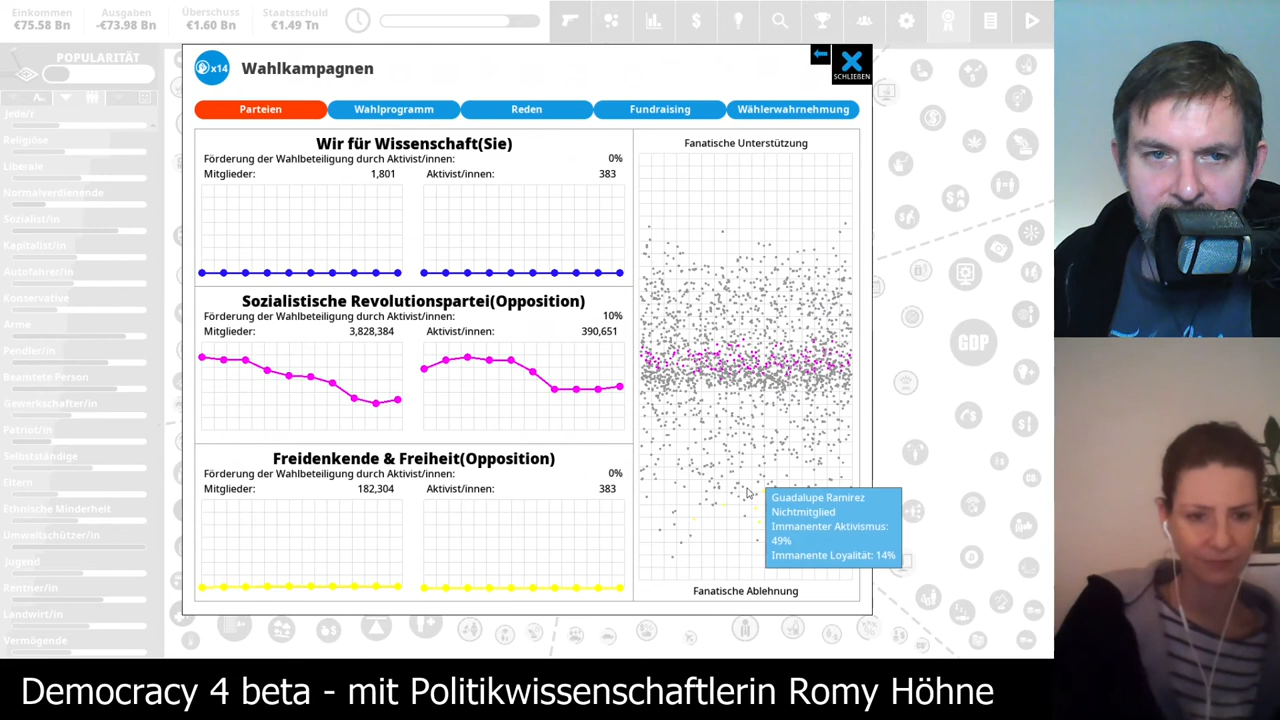 Einkommen
€75.58 Bn
Ausgaben
-€73.98 Bn
Überschuss
€1.60 Bn
Staatsschuld
€1.49 Tn
POPULARITÄT
Jede/r
Religiöse
Liberale
Normalverdienende
Sozialist/in
Kapitalist/in
Autofahrer/in
Konservative
Arme
Pendler/in
Beamtete Person
Gewerkschafter/in
Patriot/in
Selbstständige
Eltern
Ethnische Minderheit
Umweltschützer/in
Jugend
Rentner/in
Landwirt/in
Vermögende
x14
Wahlkampagnen
SCHLIEßEN
Parteien
Wahlprogramm
Reden
Fundraising
Wählerwahrnehmung
Wir für Wissenschaft(Sie)
Förderung der Wahlbeteiligung durch Aktivist/innen: 0%
Mitglieder: 1,801 Aktivist/innen: 383
Sozialistische Revolutionspartei(Opposition)
Förderung der Wahlbeteiligung durch Aktivist/innen: 10%
Mitglieder: 3,828,384 Aktivist/innen: 390,651
Freidenkende & Freiheit(Opposition)
Förderung der Wahlbeteiligung durch Aktivist/innen: 0%
Mitglieder: 182,304 Aktivist/innen: 383
Fanatische Unterstützung
Guadalupe Ramirez
Nichtmitglied
Immanenter Aktivismus:
49%
Immanente Loyalität: 14%
Fanatische Ablehnung
GDP
Democracy 4 beta - mit Politikwissenschaftlerin Romy Höhne